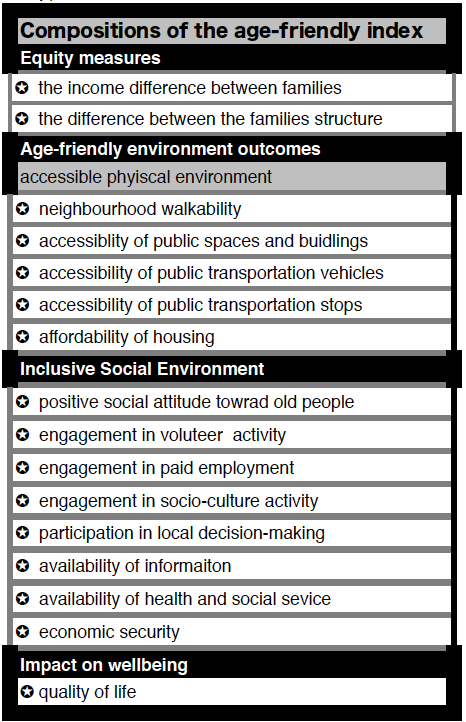 Compositions of the age-friendly index
Equity measures
✪ the income difference between families
✪ the difference between the families structure
Age-friendly environment outcomes
accessible phyiscal environment
✪ neighbourhood walkability
✪ accessiblity of public spaces and buidlings
✪ accessibility of public transportation vehicles
✪ accessibility of public transportation stops
✪ affordability of housing
Inclusive Social Environment
✪ positive social attitude towrad old people
✪ engagement in voluteer activity
✪ engagement in paid employment
✪ engagement in socio-culture activity
✪ participation in local decision-making
✪ availability of informaiton
✪ availability of health and social sevice
✪ economic security
Impact on wellbeing
✪ quality of life